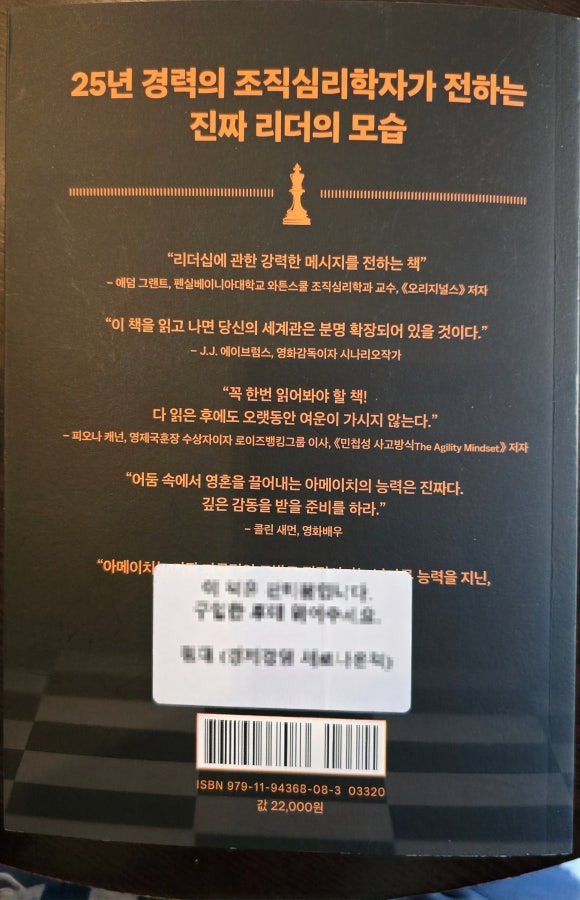 25년 경력의 조직심리학자가 전하는
진짜 리더의 모습
“리더십에 관한 강력한 메시지를 전하는 책”
– 애덤 그랜트, 펜실베이니아대학교 와튼스쿨 조직심리학과 교수, 《오리지널스》 저자
“이 책을 읽고 나면 당신의 세계관은 분명 확장되어 있을 것이다.”
– J.J. 에이브럼스, 영화감독이자 시나리오작가
“꼭 한번 읽어봐야 할 책!
다 읽은 후에도 오랫동안 여운이 가시지 않는다.”
– 피오나 캐넌, 영제국훈장 수상자이자 로이즈뱅킹그룹 이사, 《민첩성 사고방식The Agility Mindset》 저자
“어둠 속에서 영혼을 끌어내는 아메이치의 능력은 진짜다.
깊은 감동을 받을 준비를 하라.”
– 콜린 새먼, 영화배우
“아메이치 능력을 지닌,
ISBN 979-11-94368-08-3 03320
값 22,000원